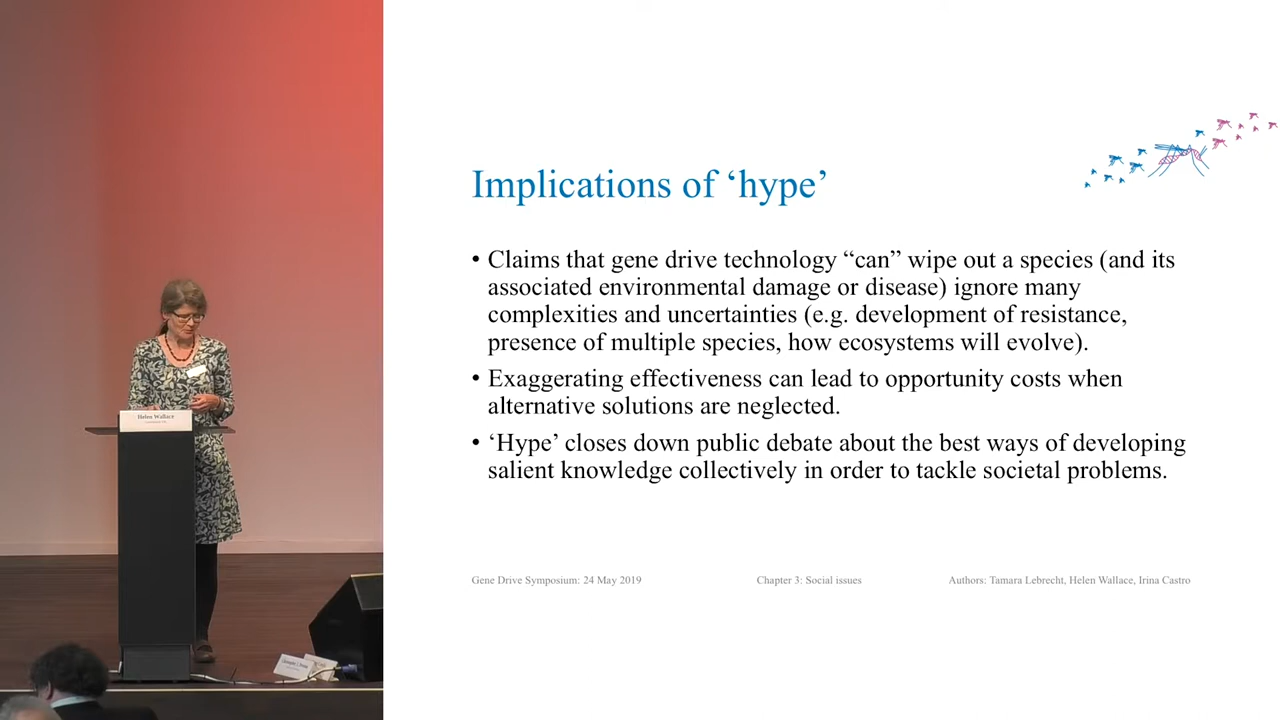 Implications of ‘hype’
• Claims that gene drive technology “can” wipe out a species (and its
associated environmental damage or disease) ignore many
complexities and uncertainties (e.g. development of resistance,
presence of multiple species, how ecosystems will evolve).
• Exaggerating effectiveness can lead to opportunity costs when
alternative solutions are neglected.
• ‘Hype’ closes down public debate about the best ways of developing
salient knowledge collectively in order to tackle societal problems.
Gene Drive Symposium: 24 May 2019
Chapter 3: Social issues
Authors: Tamara Lebrecht, Helen Wallace, Irina Castro
Helen Wallace